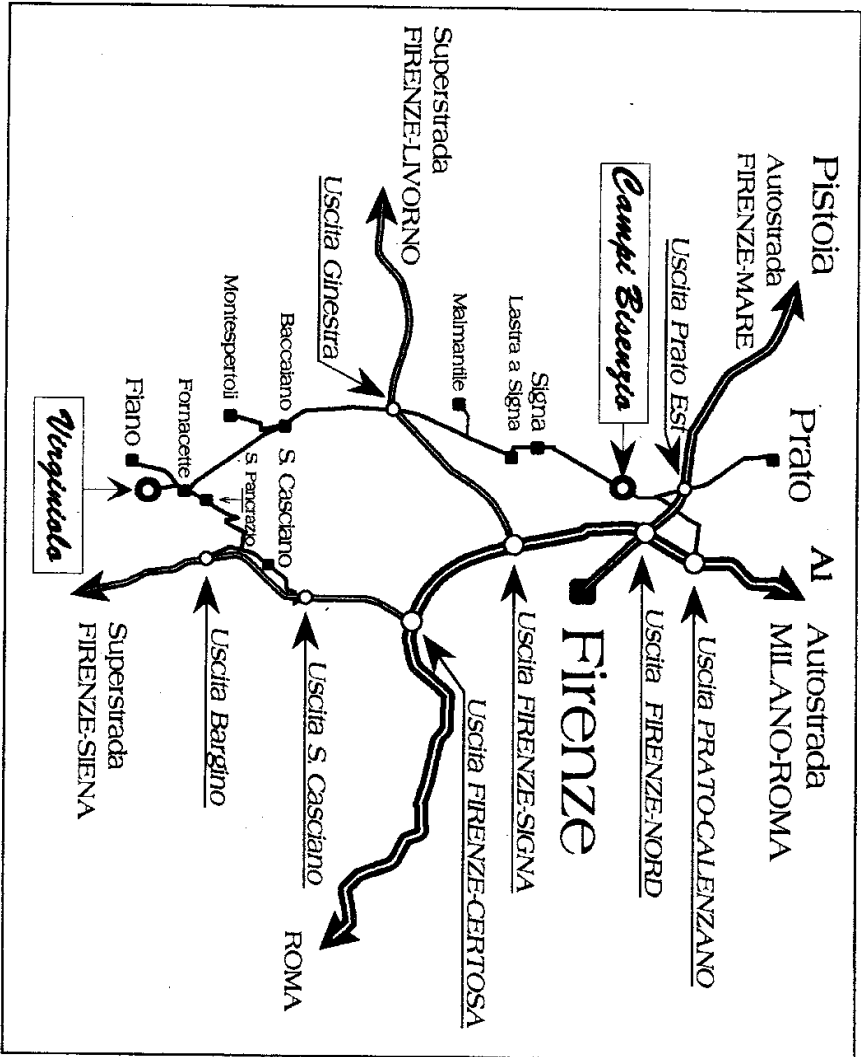 Pistoia
Autostrada
FIRENZE-MARE
Prato
A1
Autostrada
MILANO-ROMA
Uscita Prato Est
Uscita PRATO-CALENZANO
Campi Bisenzio
Uscita FIRENZE-NORD
Firenze
Signa
Lastra a Signa
Uscita FIRENZE-SIGNA
Malmantile
Superstrada
FIRENZE-LIVORNO
Uscita Ginestra
Uscita FIRENZE-CERTOSA
Baccaiano
Montespertoli
S. Casciano
Uscita S. Casciano
S. Pancrazio
ROMA
Fornacette
Fiano
Uscita Bargino
Virginiolo
Superstrada
FIRENZE-SIENA